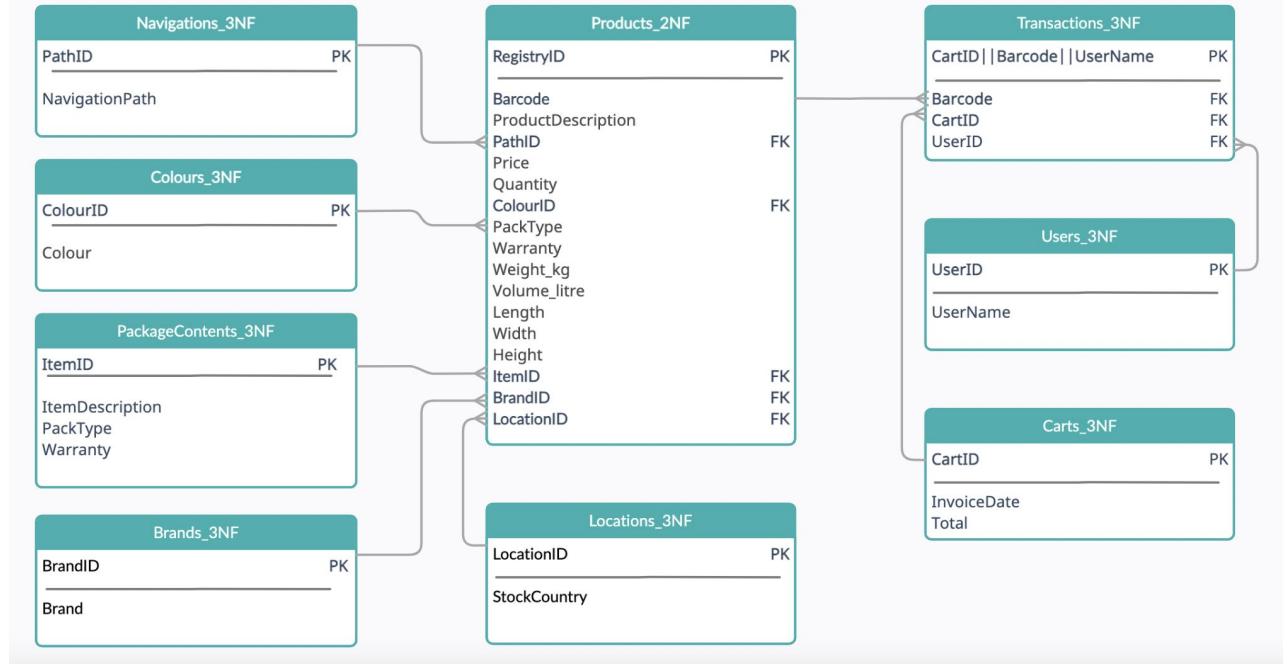 Navigations_3NF
PathID PK
NavigationPath
Colours_3NF
ColourID PK
Colour
PackageContents_3NF
ItemID PK
ItemDescription
PackType
Warranty
Brands_3NF
BrandID PK
Brand
Products_2NF
RegistryID PK
Barcode
ProductDescription
PathID FK
Price
Quantity
ColourID FK
PackType
Warranty
Weight_kg
Volume_litre
Length
Width
Height
ItemID FK
BrandID FK
LocationID FK
Locations_3NF
LocationID PK
StockCountry
Transactions_3NF
CartID||Barcode||UserName PK
Barcode FK
CartID FK
UserID FK
Users_3NF
UserID PK
UserName
Carts_3NF
CartID PK
InvoiceDate
Total